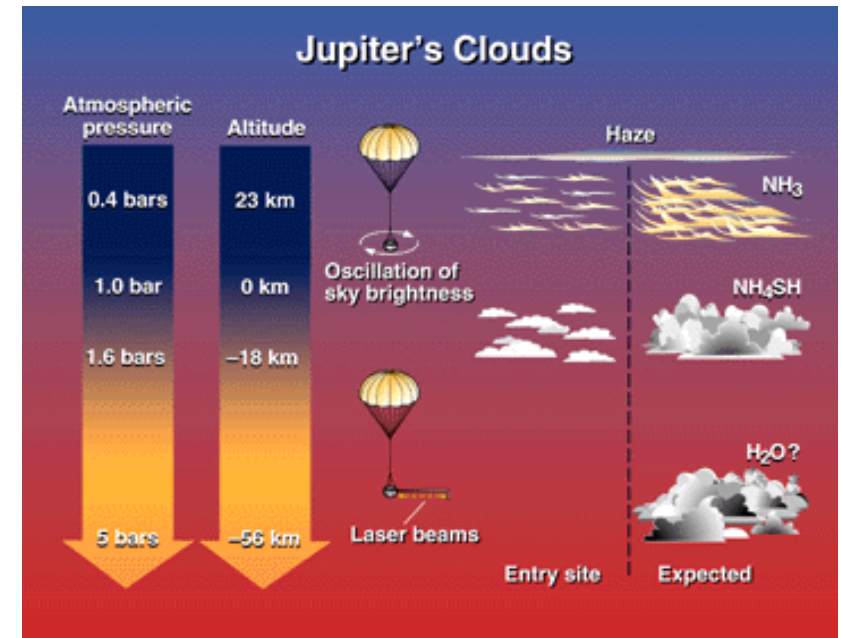 Jupiter's Clouds
Atmospheric
pressure
Altitude
0.4 bars
23 km
1.0 bar
0 km
1.6 bars
–18 km
5 bars
–56 km
Oscillation of
sky brightness
Laser beams
Haze
NH₃
NH₄SH
H₂O?
Entry site
Expected